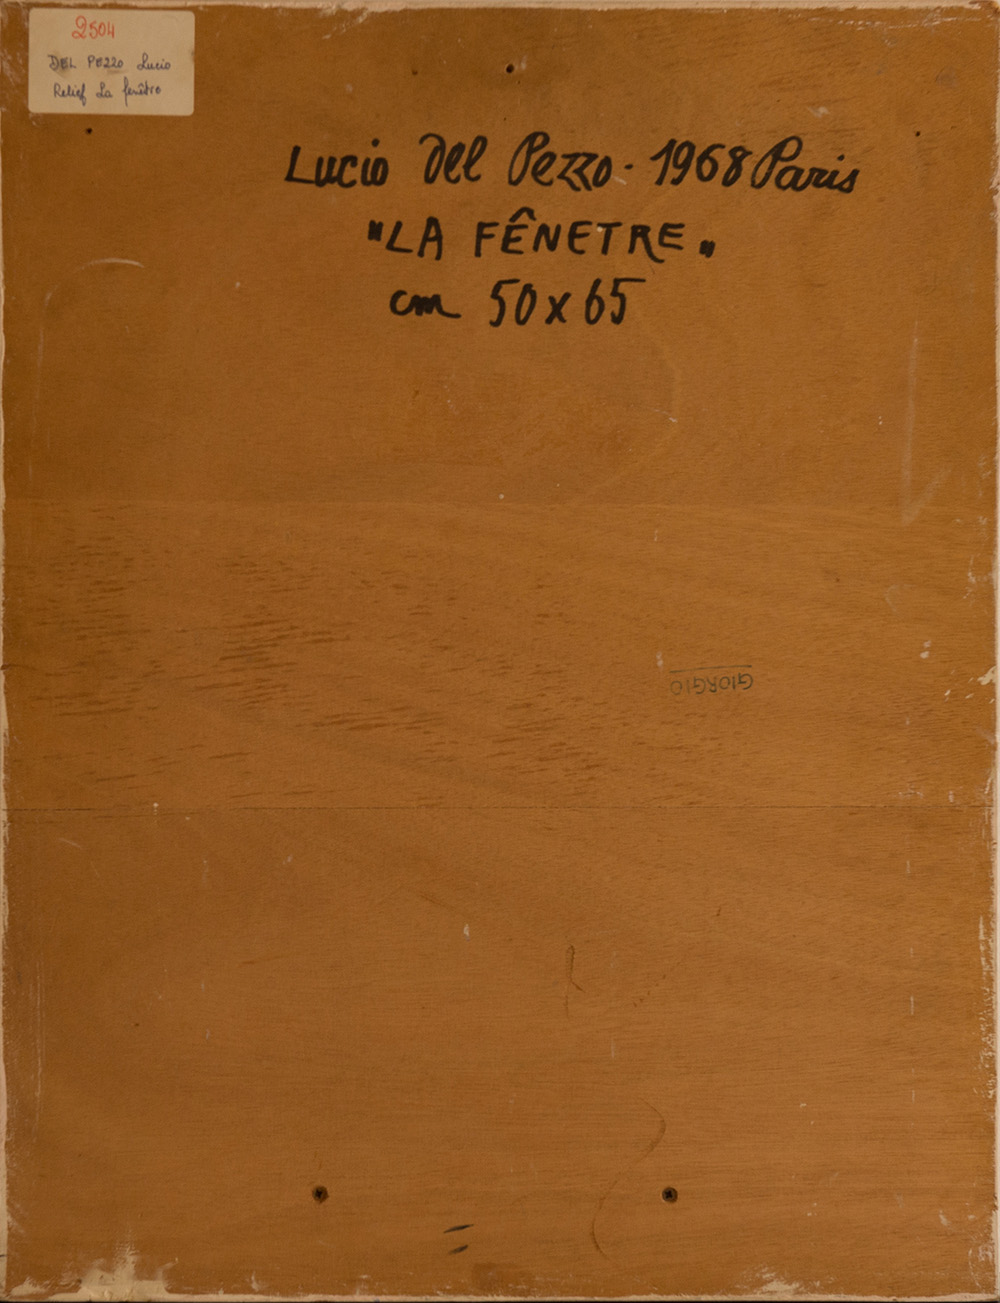 2504
DEL PEZZO Lucio
Relief La fenêtre
Lucio Del Pezzo - 1968 Paris
"LA FÊNETRE"
cm 50 x 65
GIORGIO